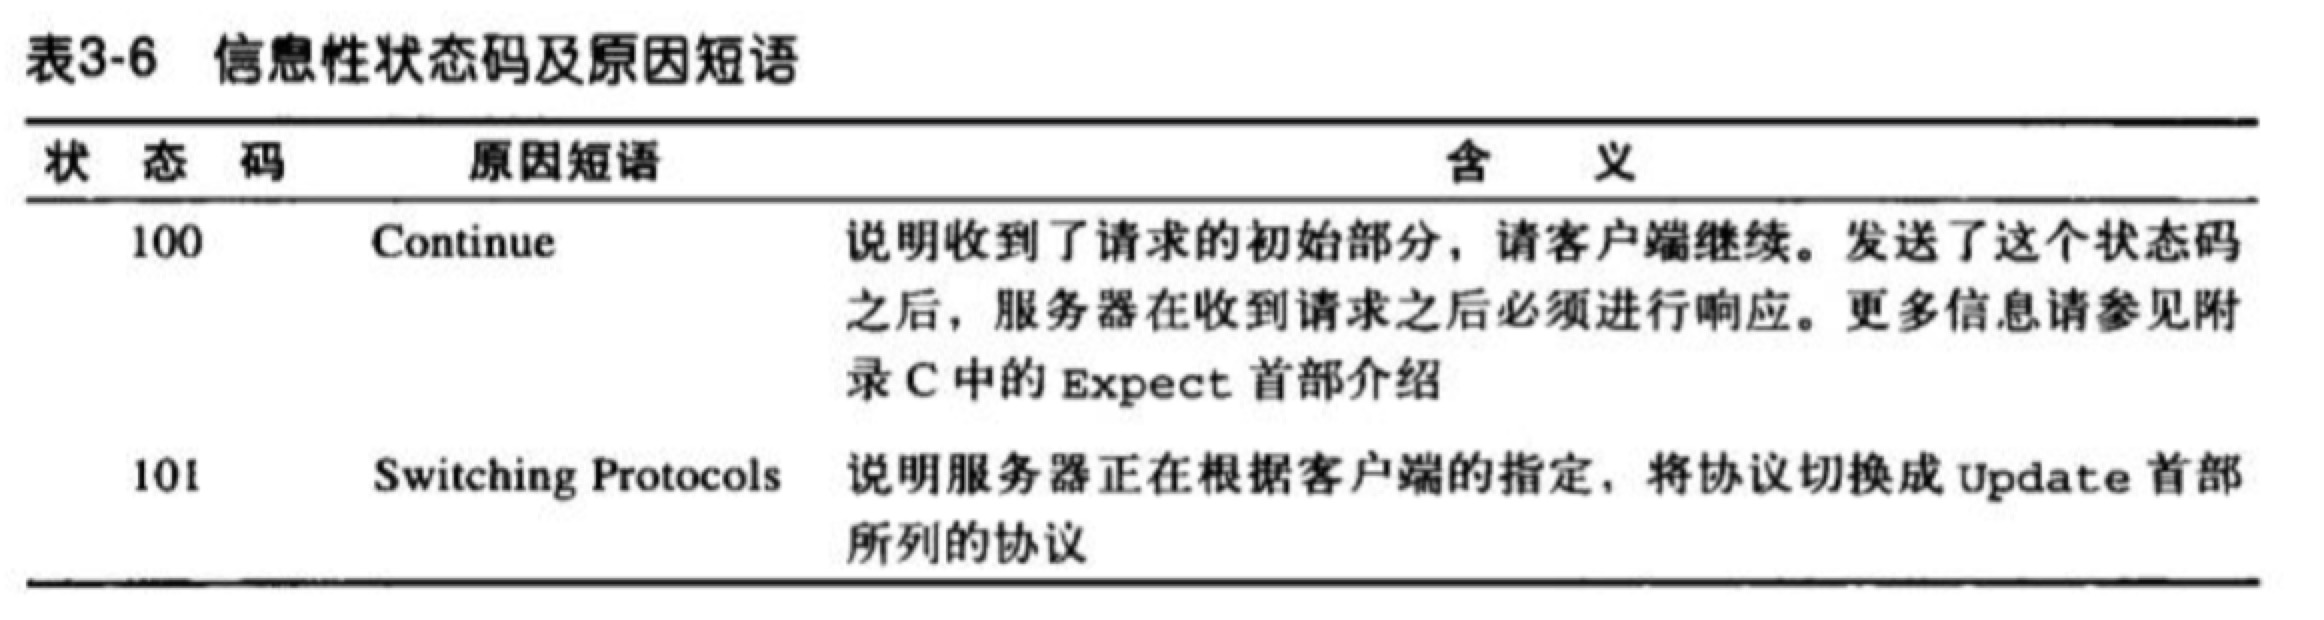 表3-6 信息性状态码及原因短语
状 态 码 原因短语 含 义
100 Continue 说明收到了请求的初始部分，请客户端继续。发送了这个状态码
之后，服务器在收到请求之后必须进行响应。更多信息请参见附
录 C 中的 Expect 首部介绍
101 Switching Protocols 说明服务器正在根据客户端的指定，将协议切换成 Update 首部
所列的协议